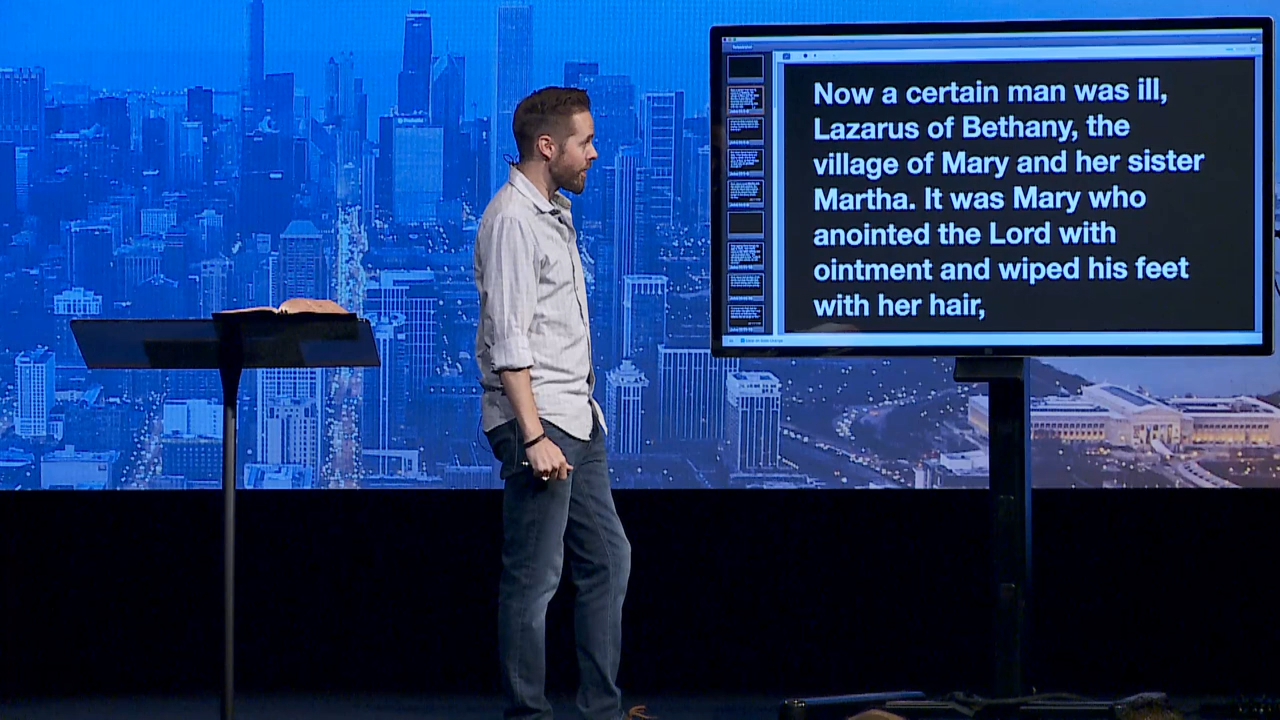 Now a certain man was ill,
Lazarus of Bethany, the
village of Mary and her sister
Martha. It was Mary who
anointed the Lord with
ointment and wiped his feet
with her hair,